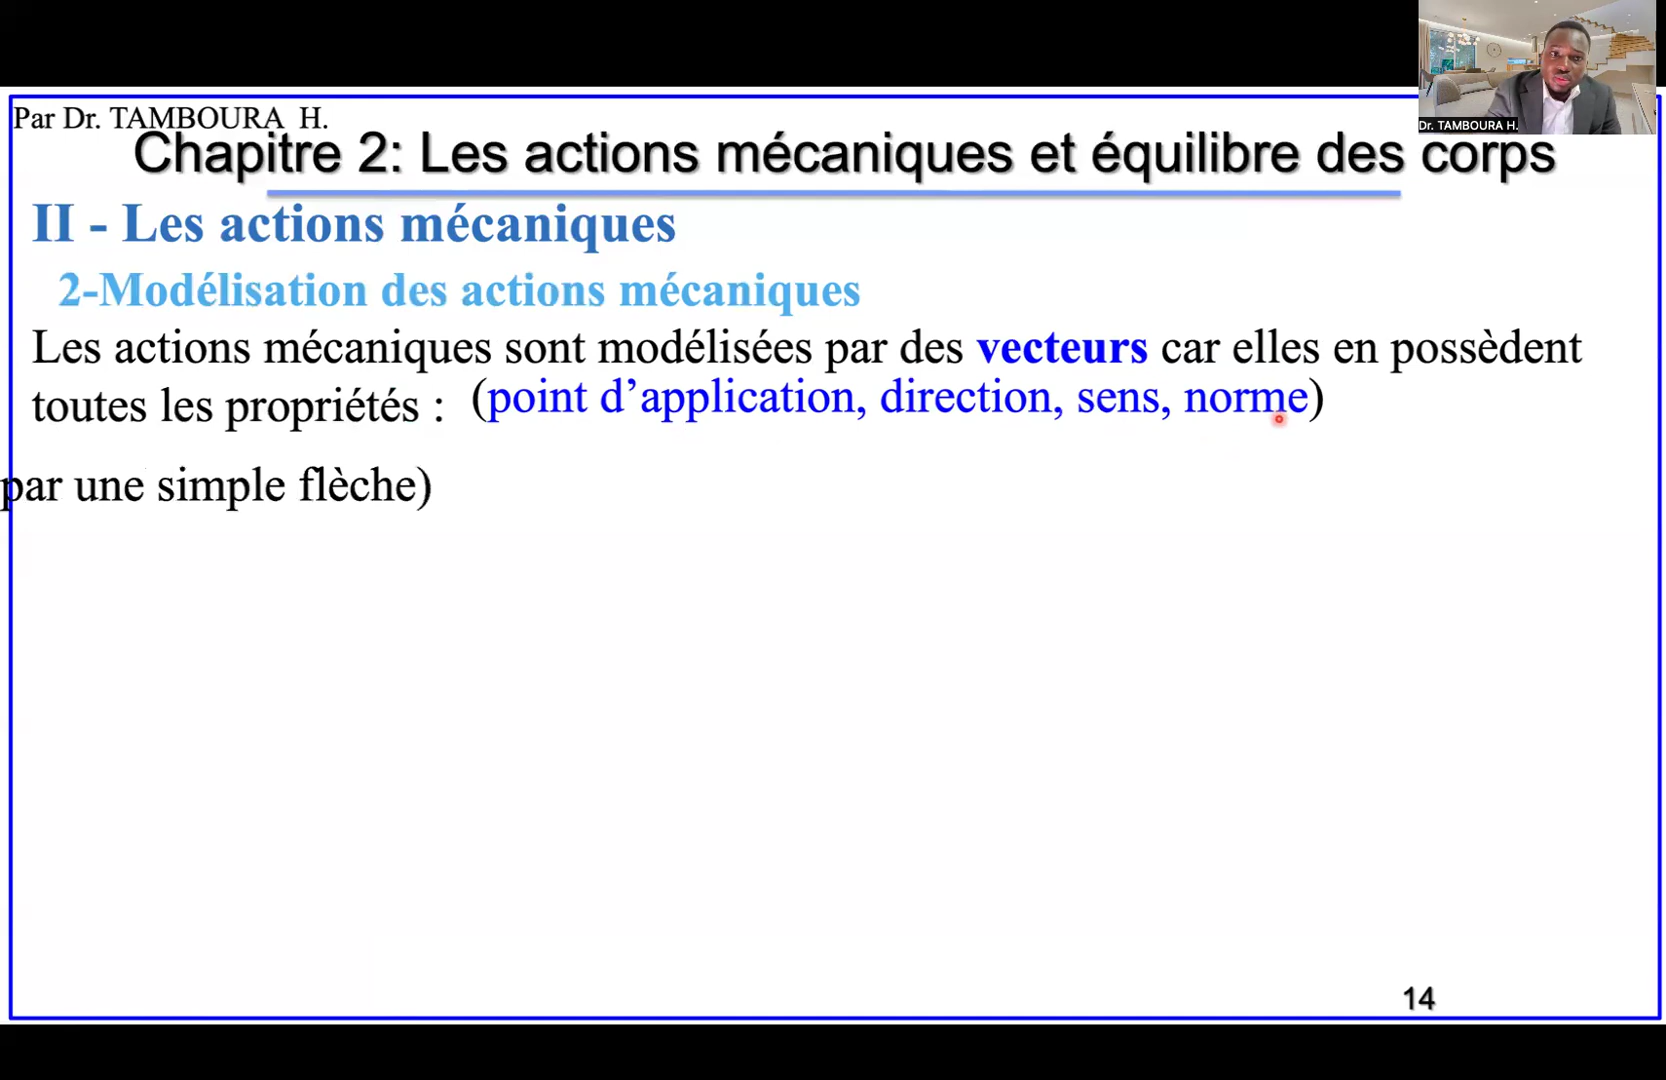 Par Dr. TAMBOURA H.
Dr. TAMBOURA H.
Chapitre 2: Les actions mécaniques et équilibre des corps
II - Les actions mécaniques
2-Modélisation des actions mécaniques
Les actions mécaniques sont modélisées par des vecteurs car elles en possèdent
toutes les propriétés : (point d’application, direction, sens, norme)
par une simple flèche)
14